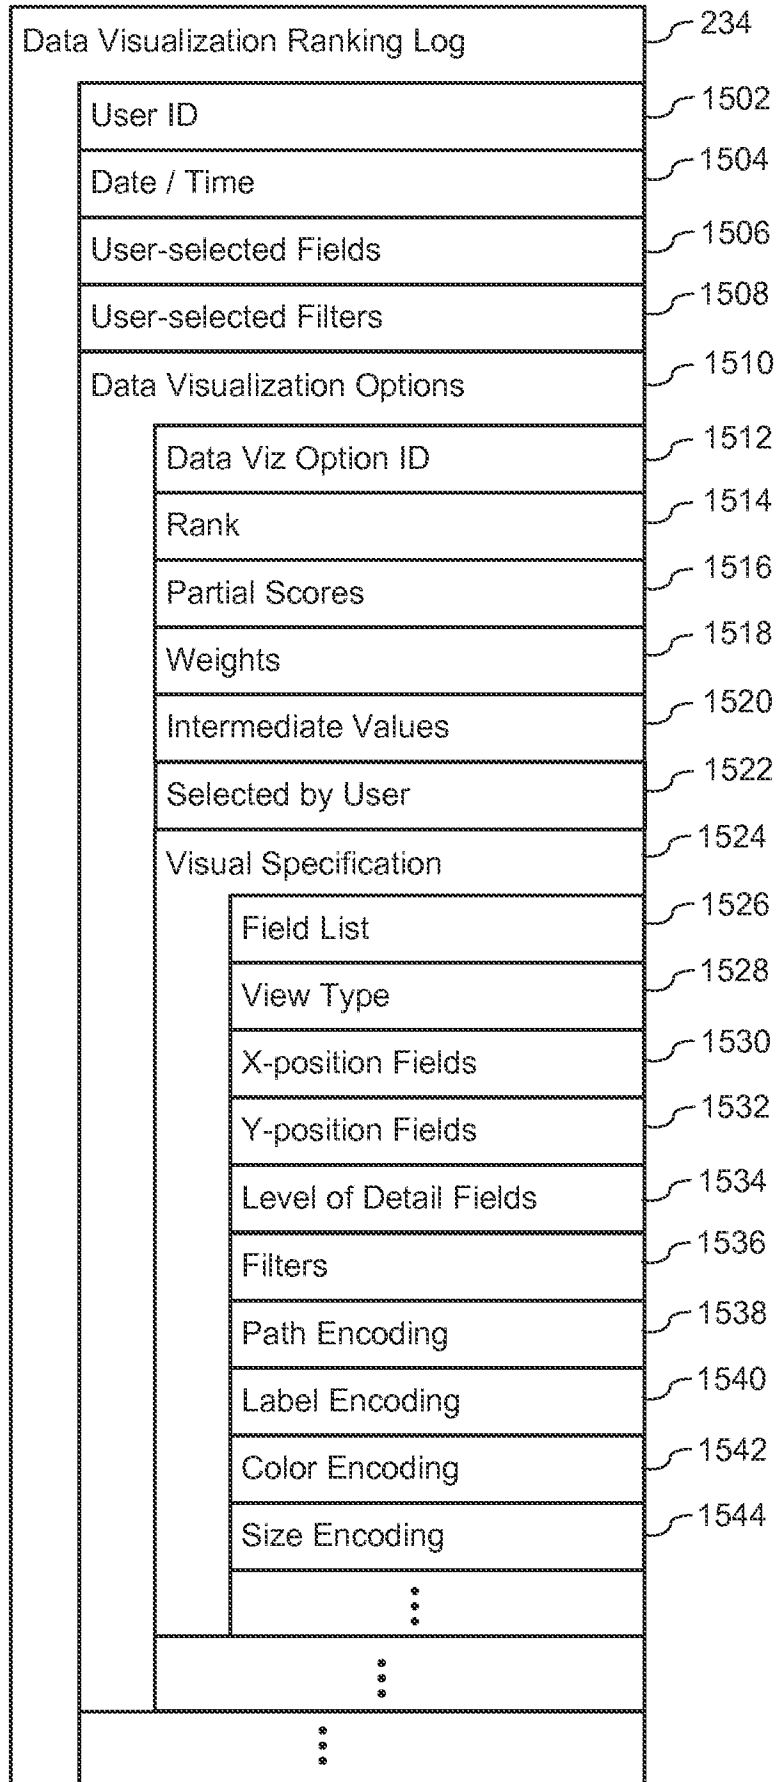 Data Visualization Ranking Log 234
User ID 1502
Date / Time 1504
User-selected Fields 1506
User-selected Filters 1508
Data Visualization Options 1510
Data Viz Option ID 1512
Rank 1514
Partial Scores 1516
Weights 1518
Intermediate Values 1520
Selected by User 1522
Visual Specification 1524
Field List 1526
View Type 1528
X-position Fields 1530
Y-position Fields 1532
Level of Detail Fields 1534
Filters 1536
Path Encoding 1538
Label Encoding 1540
Color Encoding 1542
Size Encoding 1544